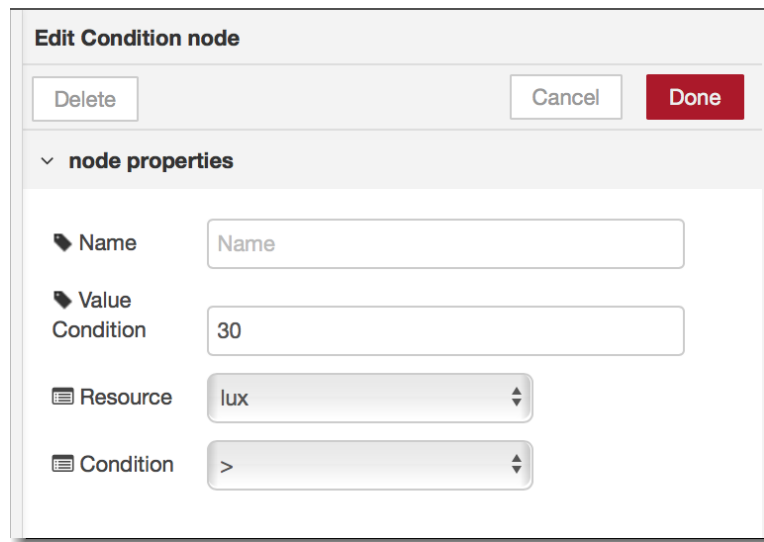 Edit Condition node
Delete
Cancel
Done
node properties
Name
Name
Value
Condition
30
Resource
lux
Condition
>